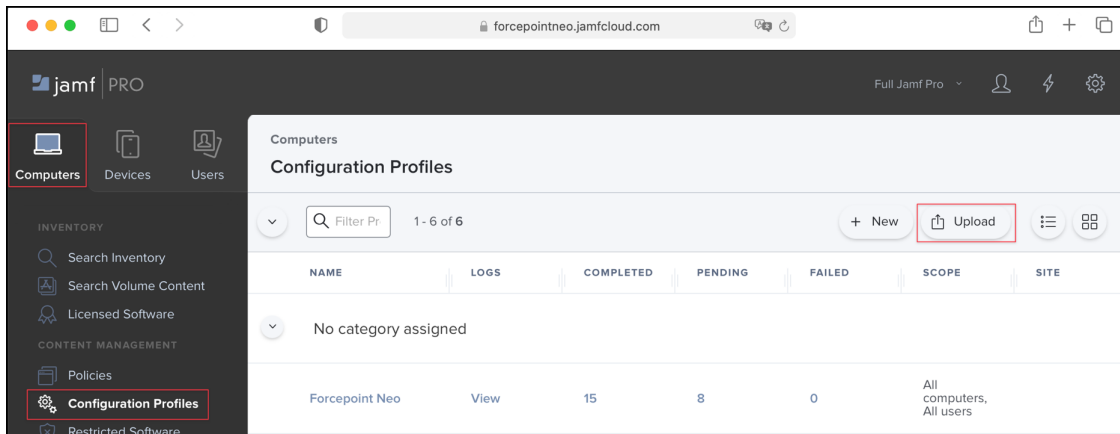 forcepointneo.jamfcloud.com
jamf PRO
Full Jamf Pro
Computers
Devices
Users
Computers
Configuration Profiles
Filter Pr
1 - 6 of 6
+ New
Upload
INVENTORY
Search Inventory
Search Volume Content
Licensed Software
CONTENT MANAGEMENT
Policies
Configuration Profiles
Restricted Software
NAME LOGS COMPLETED PENDING FAILED SCOPE SITE
No category assigned
Forcepoint Neo View 15 8 0 All
computers,
All users